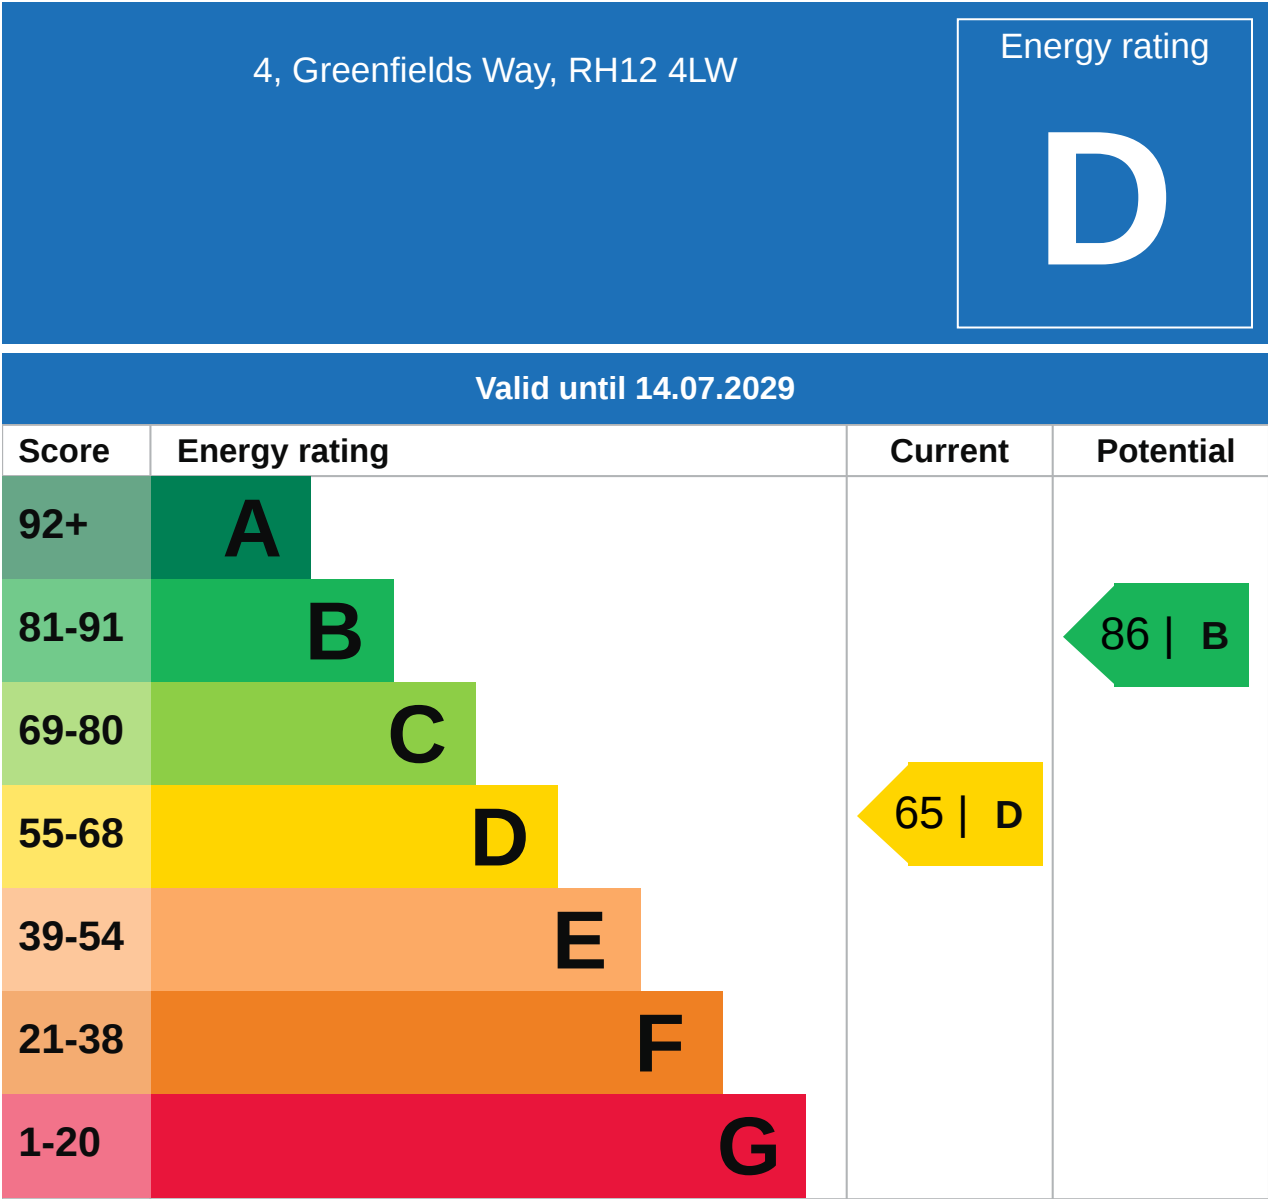 4, Greenfields Way, RH12 4LW
Energy rating
D
Valid until 14.07.2029
Score Energy rating Current Potential
92+ A
81-91 B 86 | B
69-80 C
55-68 D 65 | D
39-54 E
21-38 F
1-20 G